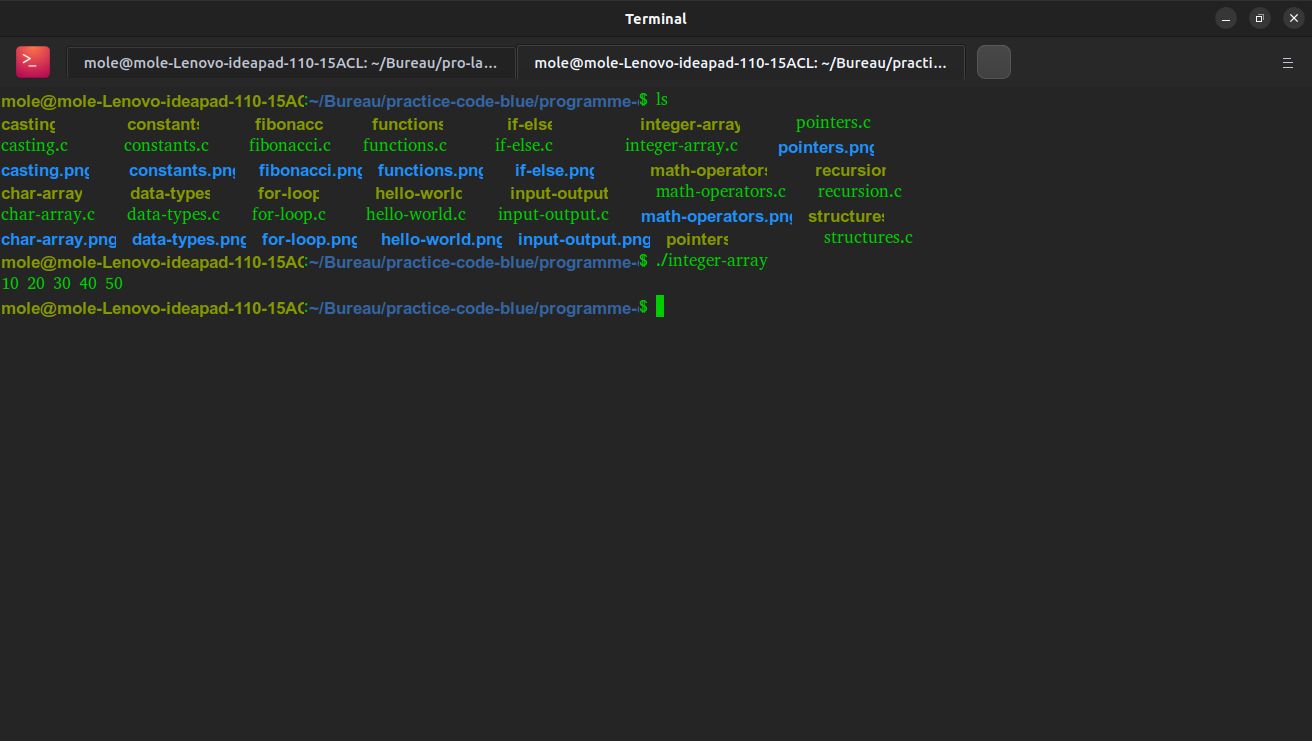 Terminal
mole@mole-Lenovo-ideapad-110-15ACL: ~/Bureau/pro-la... mole@mole-Lenovo-ideapad-110-15ACL: ~/Bureau/practi...
mole@mole-Lenovo-ideapad-110-15AC:~/Bureau/practice-code-blue/programme-$ ls
casting constants fibonacc functions if-else integer-array pointers.c
casting.c constants.c fibonacci.c functions.c if-else.c integer-array.c pointers.png
casting.png constants.png fibonacci.png functions.png if-else.png math-operators recursion
char-array data-types for-loop hello-world input-output math-operators.c recursion.c
char-array.c data-types.c for-loop.c hello-world.c input-output.c math-operators.png structures
char-array.png data-types.png for-loop.png hello-world.png input-output.png pointers structures.c
mole@mole-Lenovo-ideapad-110-15AC:~/Bureau/practice-code-blue/programme-$ ./integer-array
10 20 30 40 50
mole@mole-Lenovo-ideapad-110-15AC:~/Bureau/practice-code-blue/programme-$